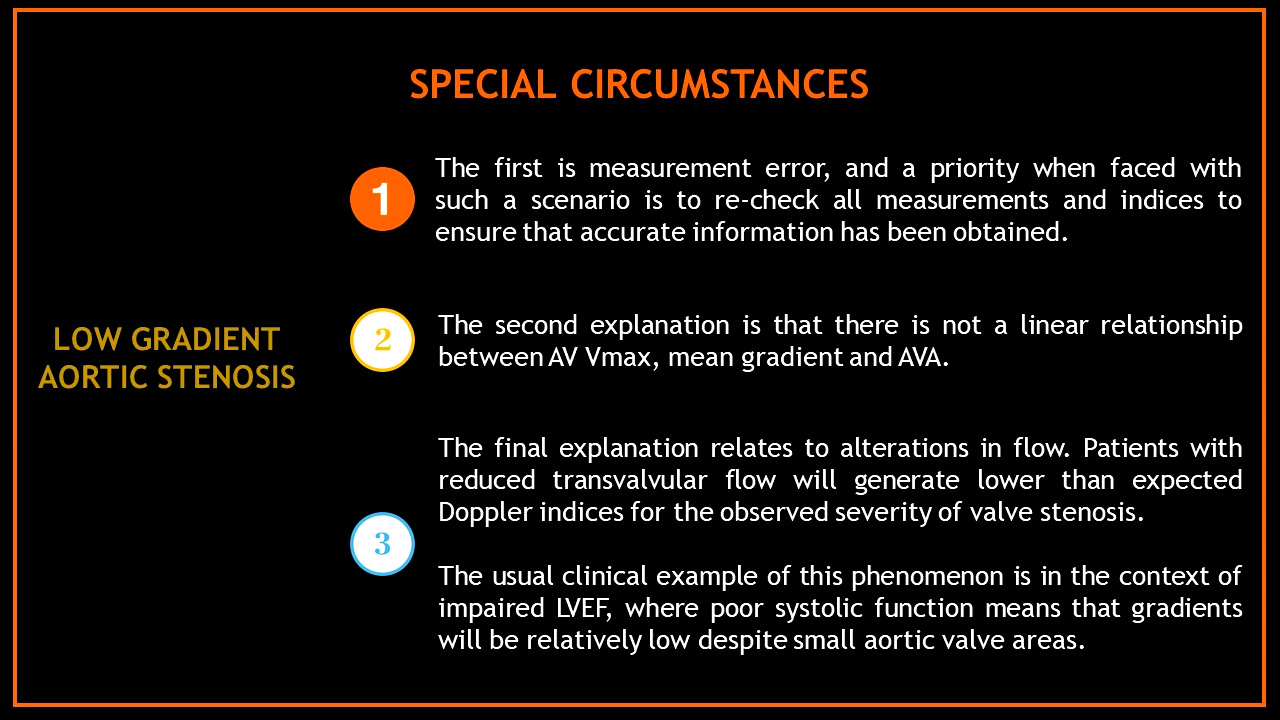 SPECIAL CIRCUMSTANCES
LOW GRADIENT
AORTIC STENOSIS
1
The first is measurement error, and a priority when faced with
such a scenario is to re-check all measurements and indices to
ensure that accurate information has been obtained.
2
The second explanation is that there is not a linear relationship
between AV Vmax, mean gradient and AVA.
3
The final explanation relates to alterations in flow. Patients with
reduced transvalvular flow will generate lower than expected
Doppler indices for the observed severity of valve stenosis.
The usual clinical example of this phenomenon is in the context of
impaired LVEF, where poor systolic function means that gradients
will be relatively low despite small aortic valve areas.